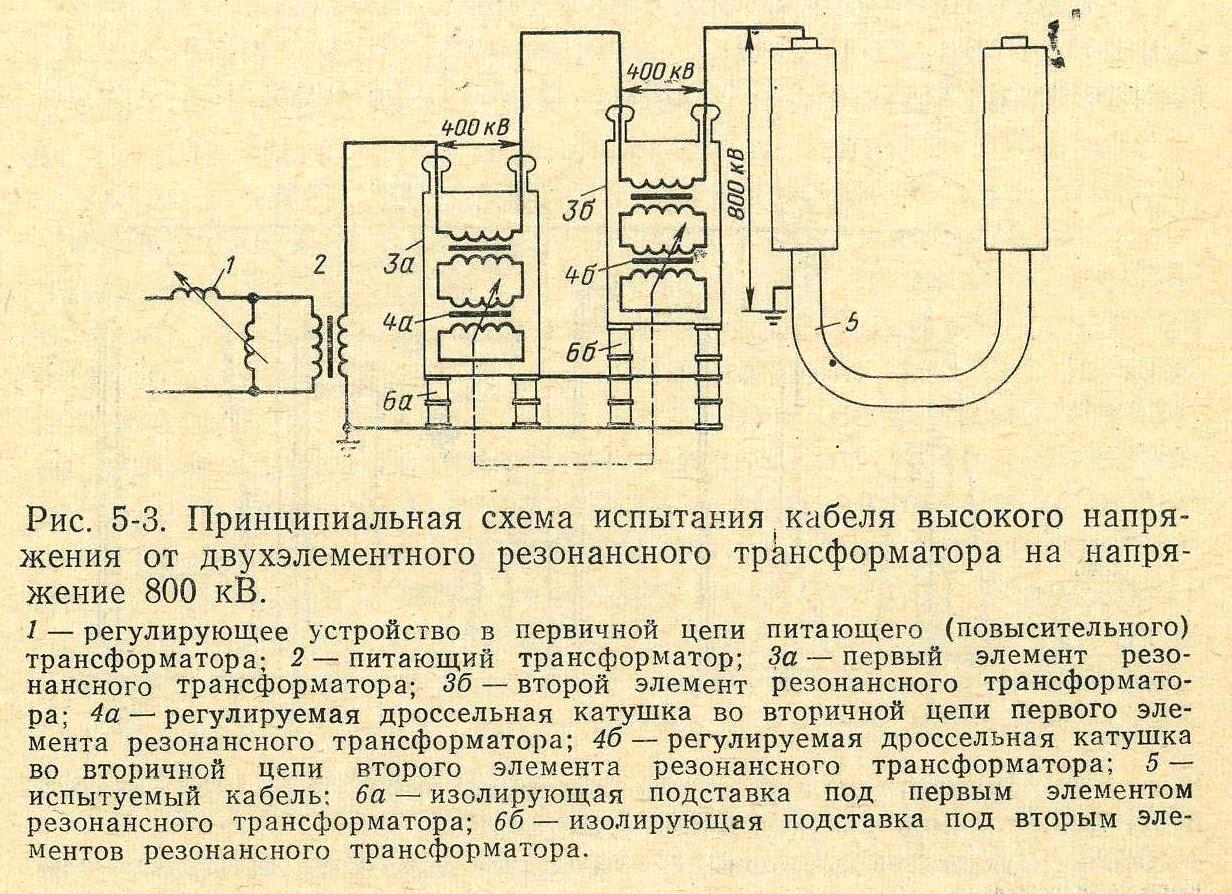 400 кВ
400 кВ
800 кВ
1
2
3а
3б
4а
4б
5
6а
6б
Рис. 5-3. Принципиальная схема испытания кабеля высокого напря-
жения от двухэлементного резонансного трансформатора на напря-
жение 800 кВ.
1 — регулирующее устройство в первичной цепи питающего (повысительного)
трансформатора; 2 — питающий трансформатор; 3а — первый элемент резо-
нансного трансформатора; 3б — второй элемент резонансного трансформато-
ра; 4а — регулируемая дроссельная катушка во вторичной цепи первого эле-
мента резонансного трансформатора; 4б — регулируемая дроссельная катушка
во вторичной цепи второго элемента резонансного трансформатора; 5 —
испытуемый кабель; 6а — изолирующая подставка под первым элементом
резонансного трансформатора; 6б — изолирующая подставка под вторым эле-
ментов резонансного трансформатора.